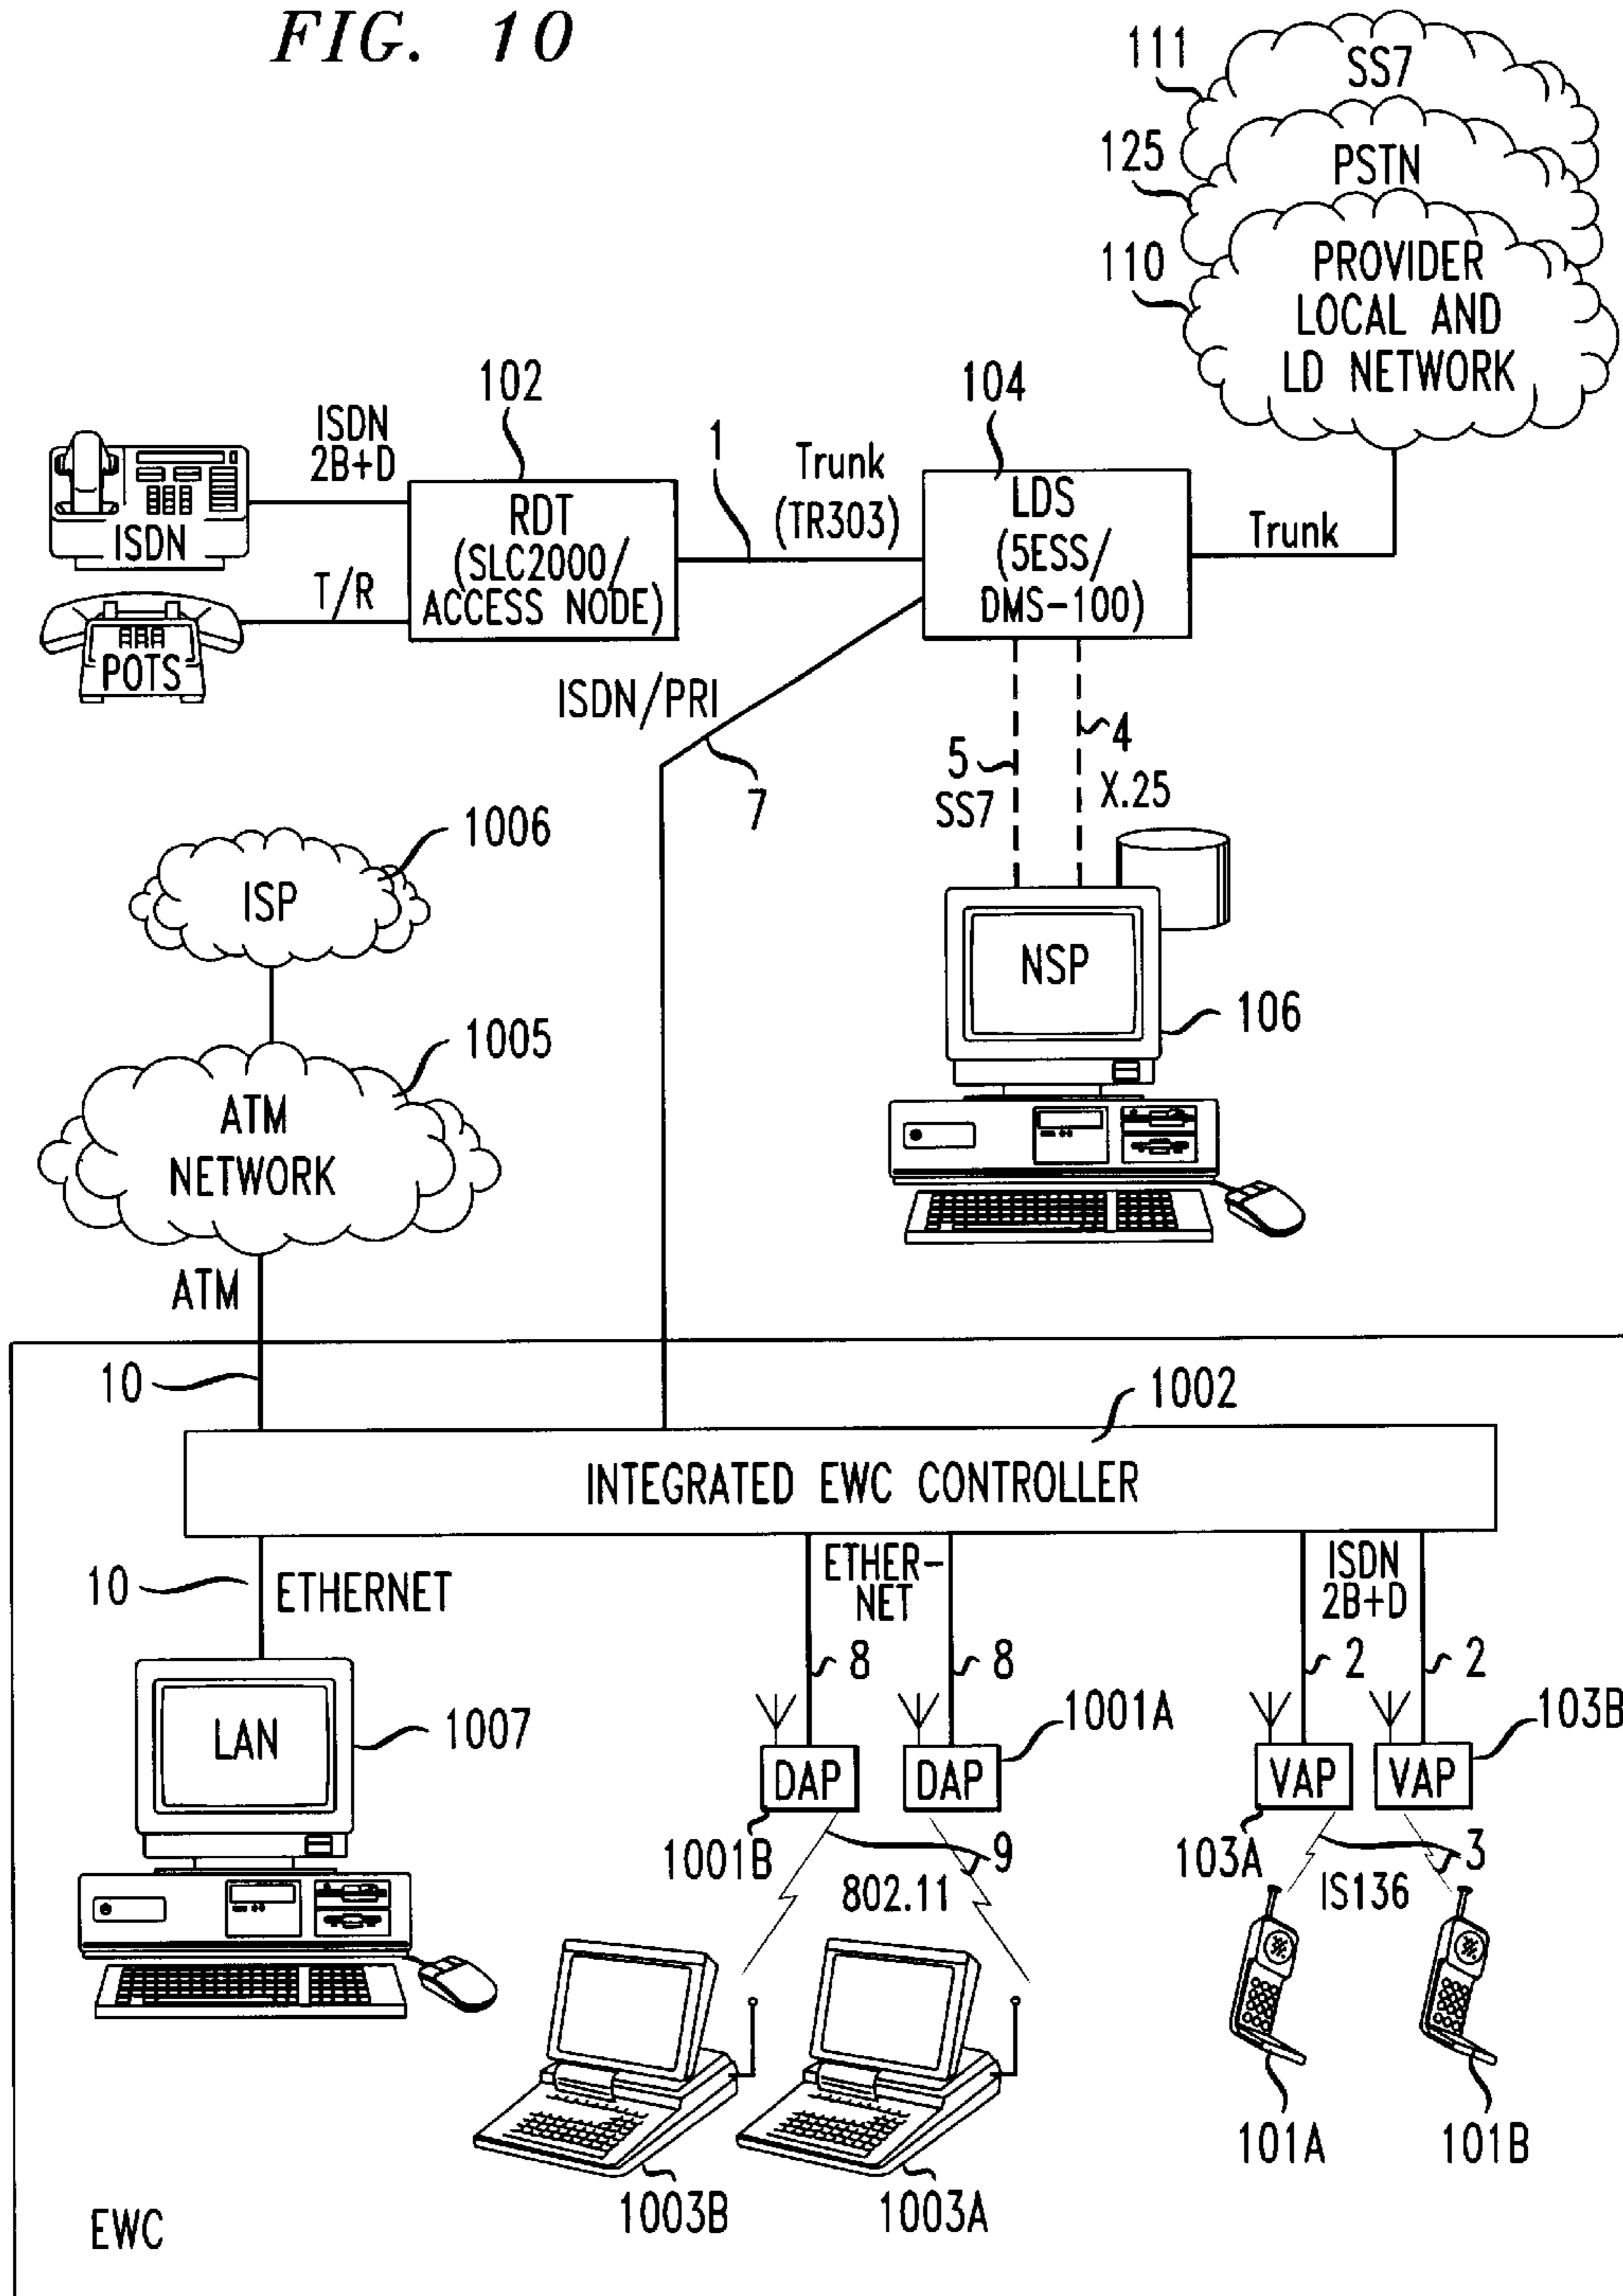 FIG. 10
111
SS7
125
PSTN
110
PROVIDER
LOCAL AND
LD NETWORK
102
104
ISDN
2B+D
1
Trunk
(TR303)
ISDN
RDT
(SLC2000/
ACCESS NODE)
LDS
(5ESS/
DMS-100)
Trunk
T/R
POTS
ISDN/PRI
7
5
SS7
4
X.25
1006
ISP
NSP
106
1005
ATM
NETWORK
ATM
10
1002
INTEGRATED EWC CONTROLLER
10
ETHERNET
ETHER-
NET
ISDN
2B+D
8
8
2
2
LAN
1007
1001A
103B
DAP
DAP
VAP
VAP
1001B
9
802.11
103A
3
IS136
101A
101B
1003B
1003A
EWC